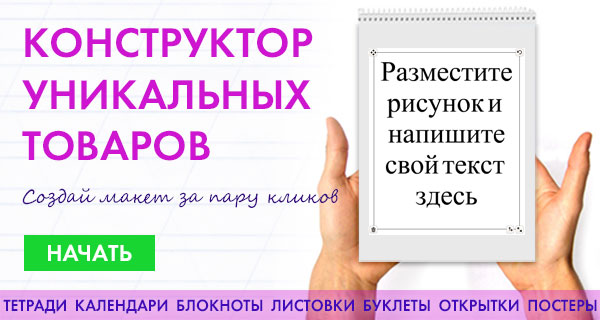 КОНСТРУКТОР
УНИКАЛЬНЫХ
ТОВАРОВ
Создай макет за пару кликов
НАЧАТЬ
Разместите
рисунок и
напишите
свой текст
здесь
ТЕТРАДИ КАЛЕНДАРИ БЛОКНОТЫ ЛИСТОВКИ БУКЛЕТЫ ОТКРЫТКИ ПОСТЕРЫ